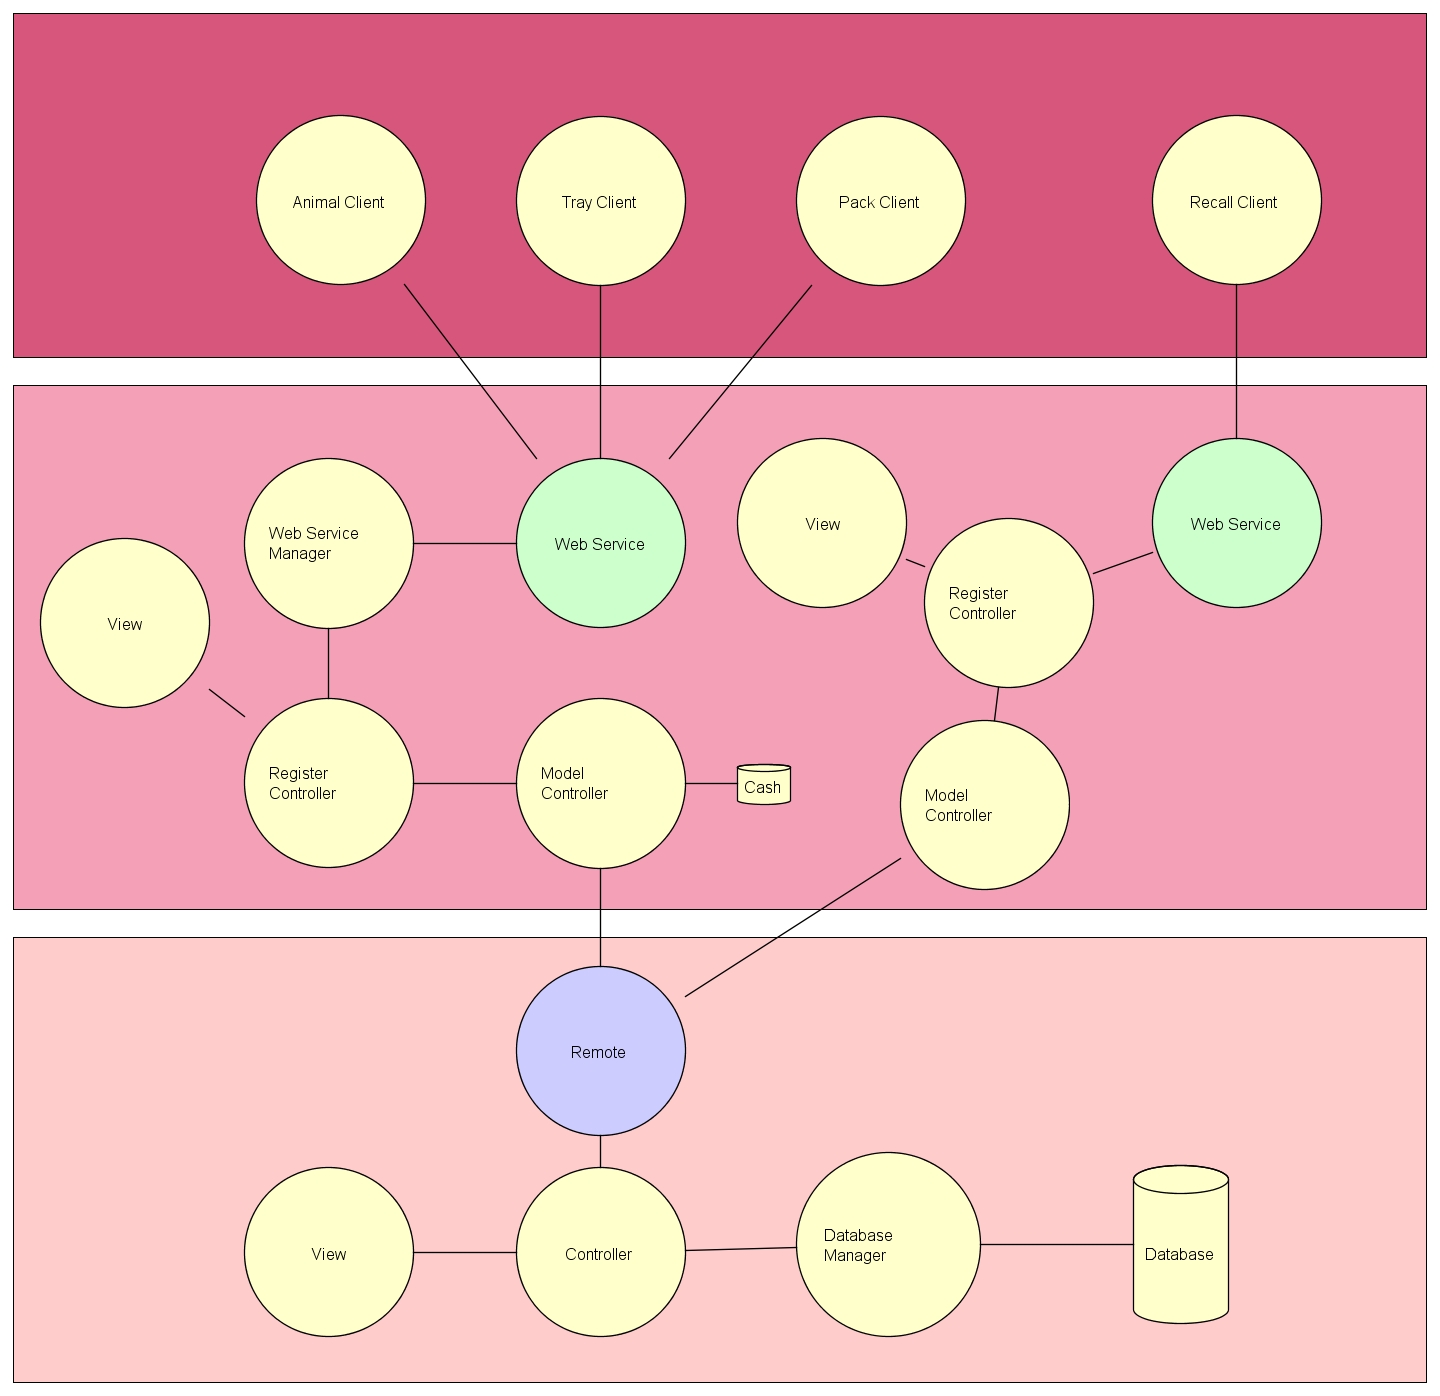 Animal Client
Tray Client
Pack Client
Recall Client
Web Service
Manager
Web Service
View
Web Service
View
Register
Controller
Register
Controller
Model
Controller
Cash
Model
Controller
Remote
View
Controller
Database
Manager
Database